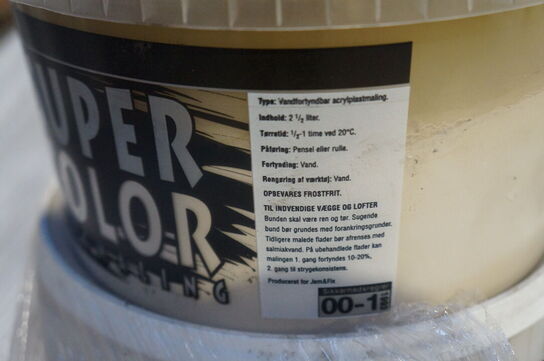 UPER
OLOR
LING
Type: Vandfortyndbar acrylplastmaling.
Indhold: 2 1/2 liter.
Tørretid: 1/2-1 time ved 20°C.
Påføring: Pensel eller rulle.
Fortynding: Vand.
Rengøring af værktøj: Vand.
OPBEVARES FROSTFRIT.
TIL INDVENDIGE VÆGGE OG LOFTER
Bunden skal være ren og tør. Sugende
bund bør grundes med forankringsgrunder.
Tidligere malede flader bør afrenses med
salmiakvand. På ubehandlede flader kan
malingen 1. gang fortyndes 10-20%,
2. gang til strygekonsistens.
Produceret for Jem&Fix
Sikkerhedsregler
00-1